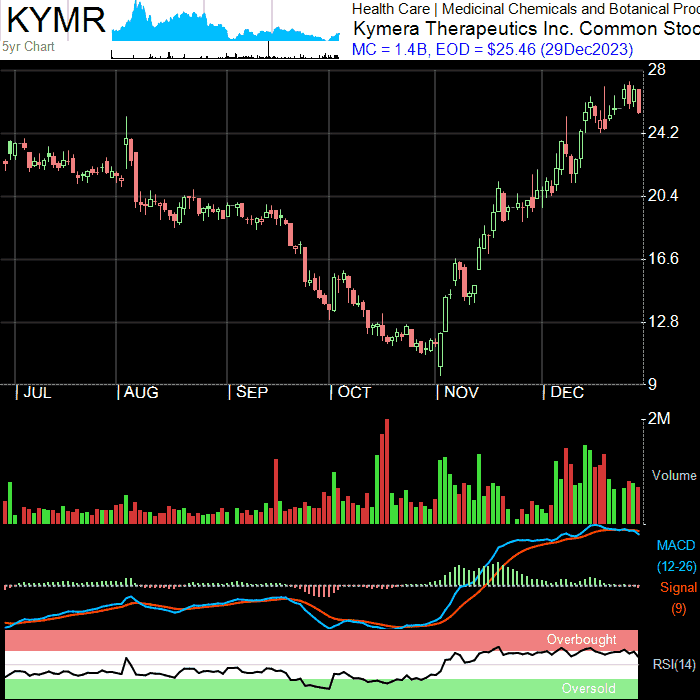 KYMR
5yr Chart
Health Care | Medicinal Chemicals and Botanical Proc
Kymera Therapeutics Inc. Common Stoc
MC = 1.4B, EOD = $25.46 (29Dec2023)
28
24.2
20.4
16.6
12.8
9
|JUL |AUG |SEP |OCT |NOV |DEC
2M
Volume
MACD
(12-26)
Signal
(9)
Overbought
RSI(14)
Oversold